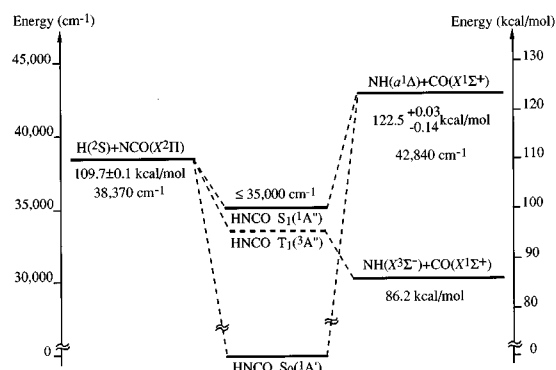 Energy (cm⁻¹)
Energy (kcal/mol)
45,000
40,000
35,000
30,000
0
H(²S)+NCO(X²Π)
109.7±0.1 kcal/mol
38,370 cm⁻¹
≤ 35,000 cm⁻¹
HNCO S₁(¹A")
HNCO T₁(³A")
HNCO S₀(¹A')
NH(a¹Δ)+CO(X¹Σ⁺)
122.5 +0.03 -0.14 kcal/mol
42,840 cm⁻¹
NH(X³Σ⁻)+CO(X¹Σ⁺)
86.2 kcal/mol
130
120
110
100
90
80
0